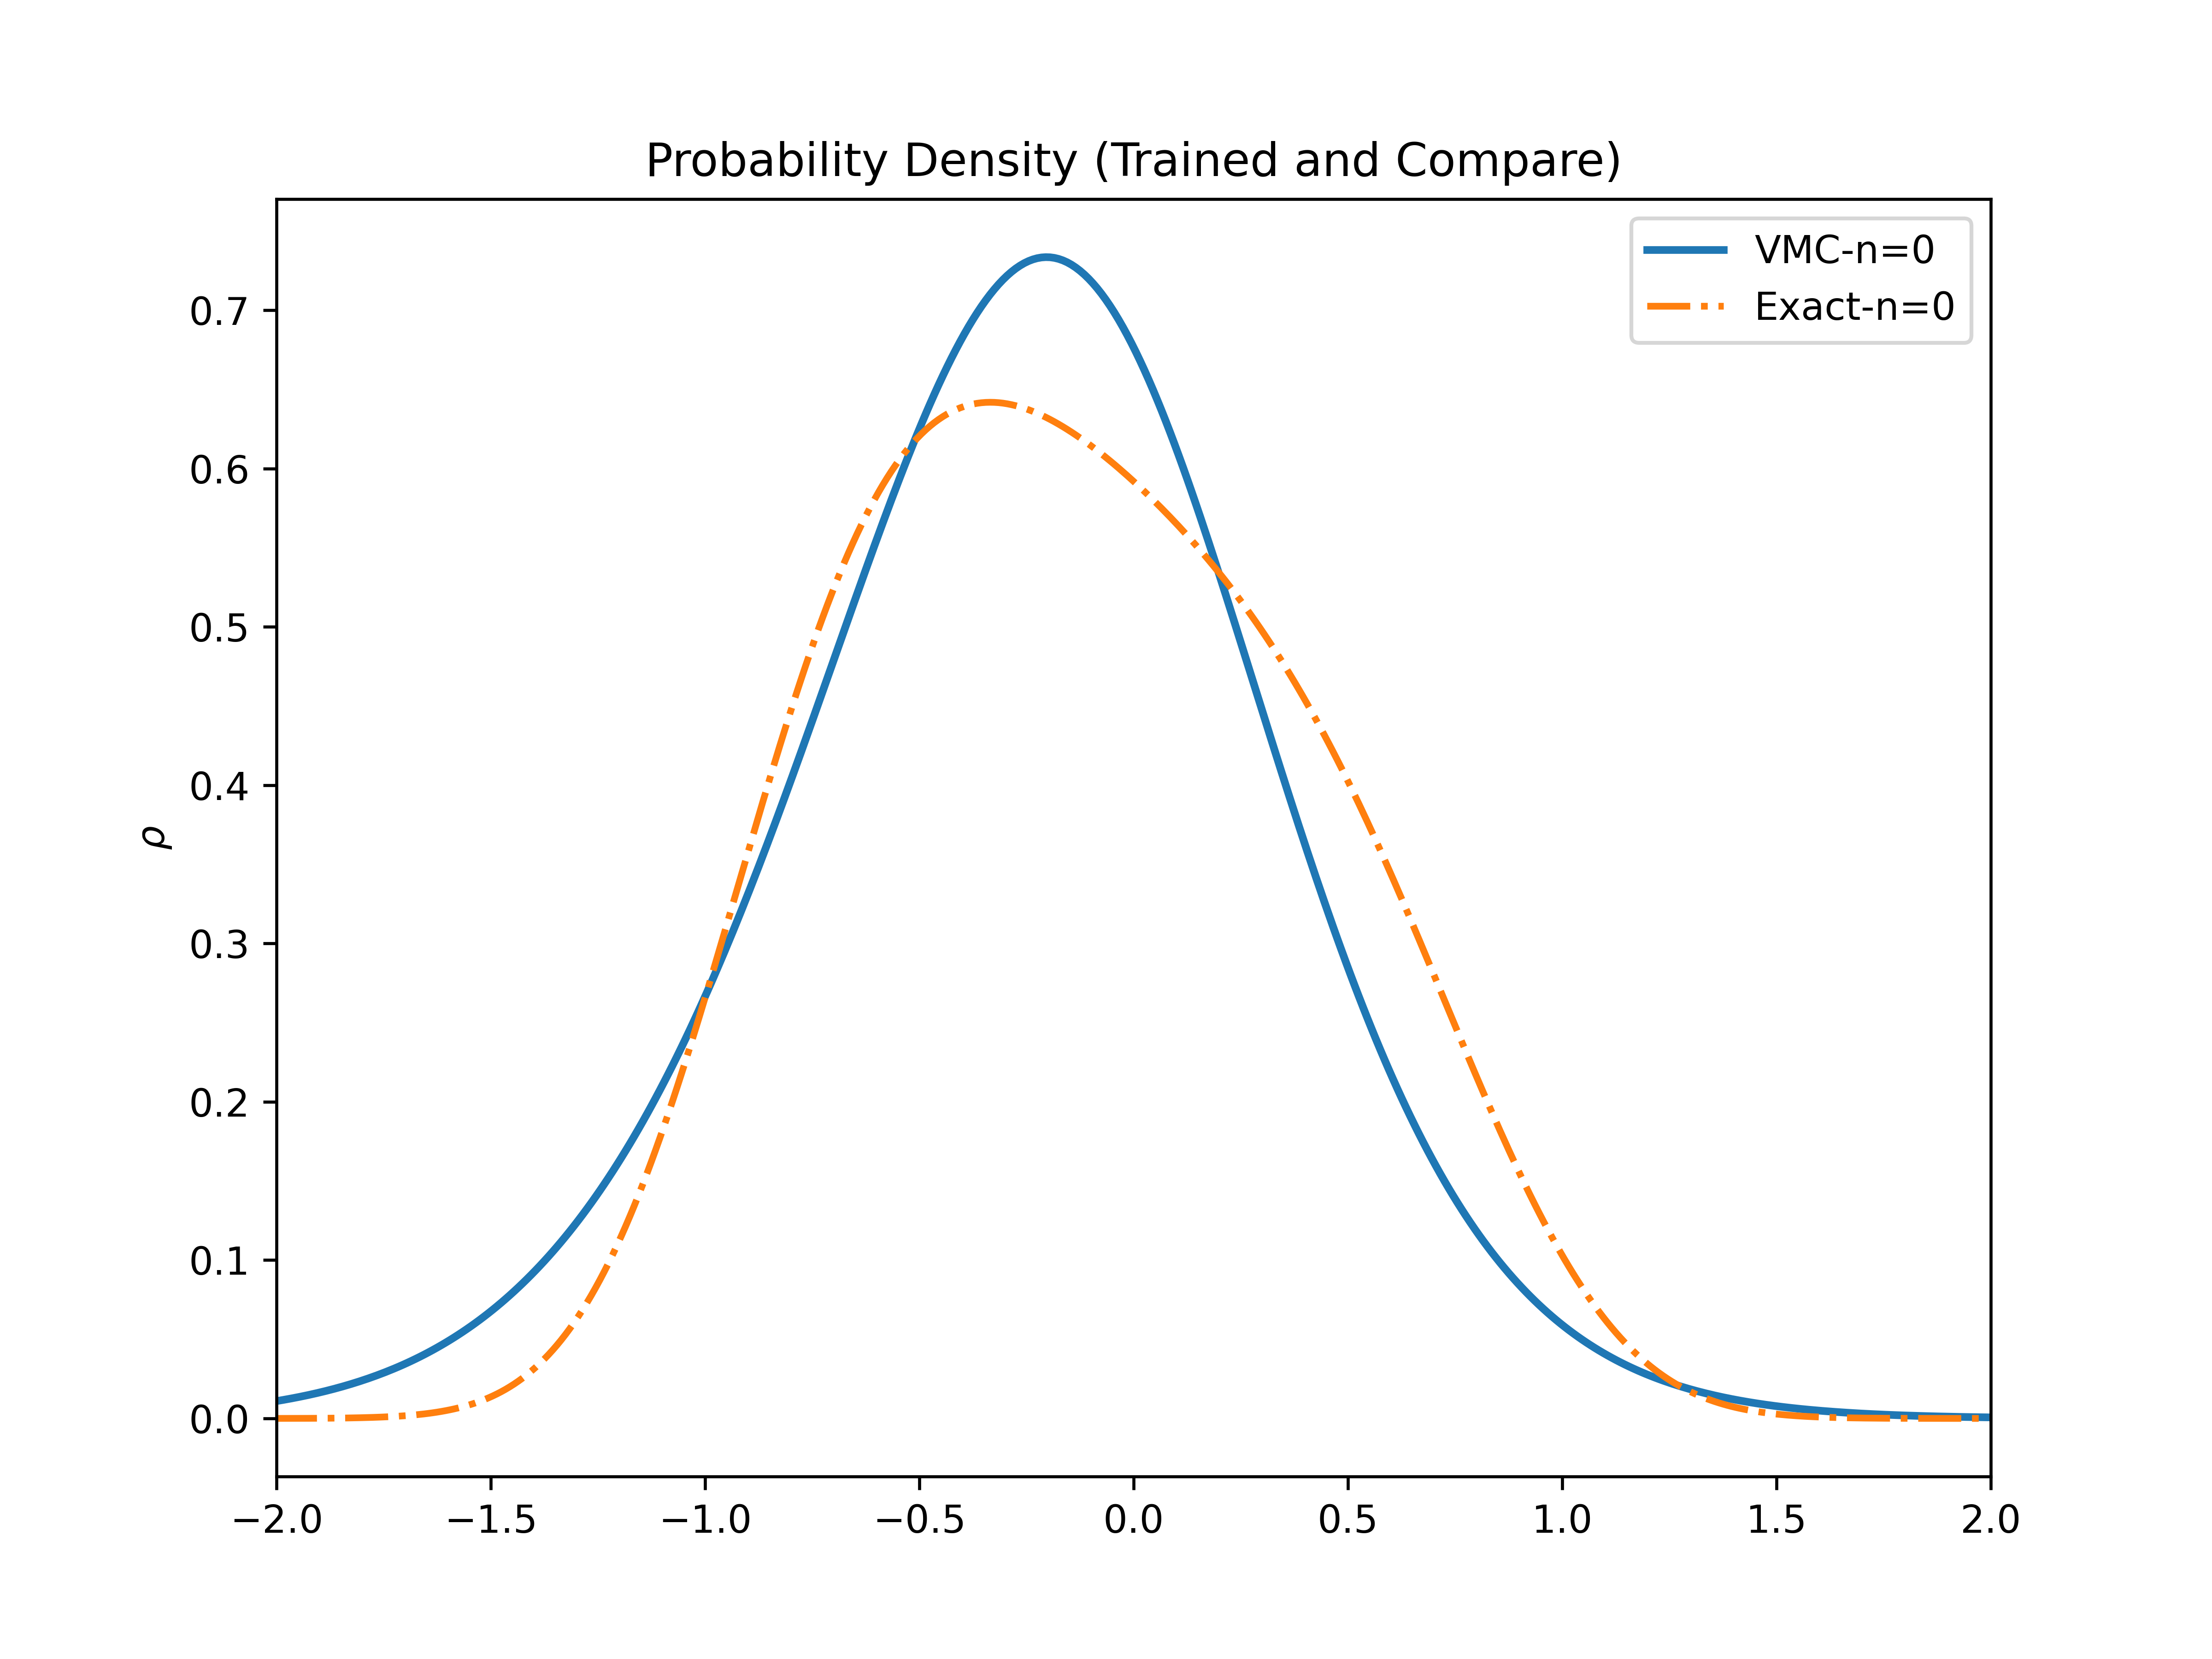 Probability Density (Trained and Compare)
VMC-n=0
Exact-n=0
0.7
0.6
0.5
0.4
0.3
0.2
0.1
0.0
ρ
−2.0 −1.5 −1.0 −0.5 0.0 0.5 1.0 1.5 2.0